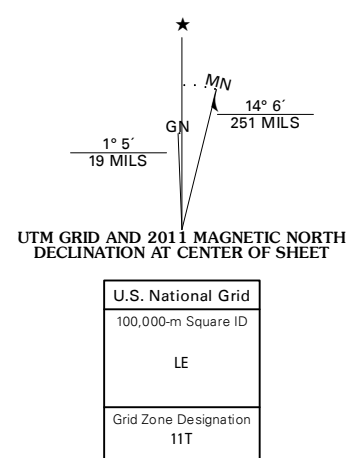 ★
MN
GN
14° 6´
251 MILS
1° 5´
19 MILS
UTM GRID AND 2011 MAGNETIC NORTH
DECLINATION AT CENTER OF SHEET
U.S. National Grid
100,000-m Square ID
LE
Grid Zone Designation
11T